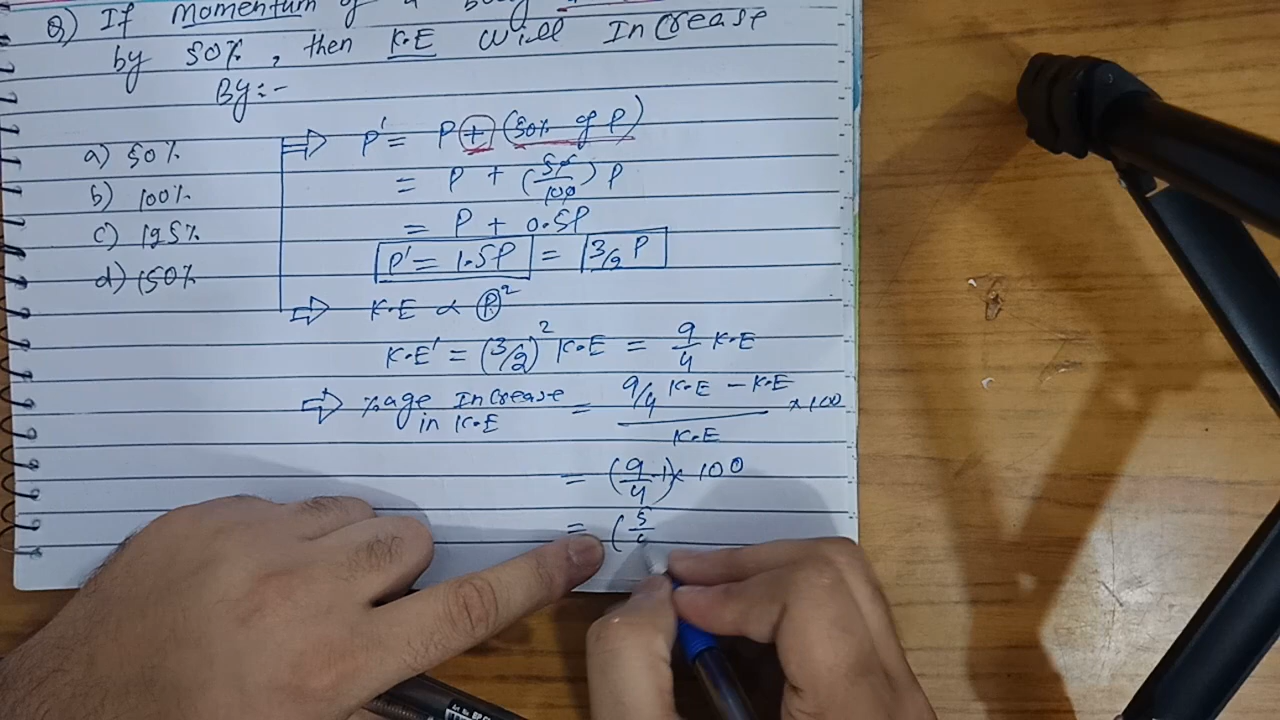 Q) If Momentum of a body
by 50%, then K.E will Increase
By:-
a) 50%
b) 100%
c) 125%
d) 150%
⇒ P' = P + (50% of P)
= P + (50/100) P
= P + 0.5P
P' = 1.5P = 3/2 P
⇒ K.E ∝ P²
K.E' = (3/2)² K.E = 9/4 K.E
⇒ %age Increase in K.E = (9/4 K.E - K.E)/K.E × 100
= (9/4 - 1) × 100
= (5/